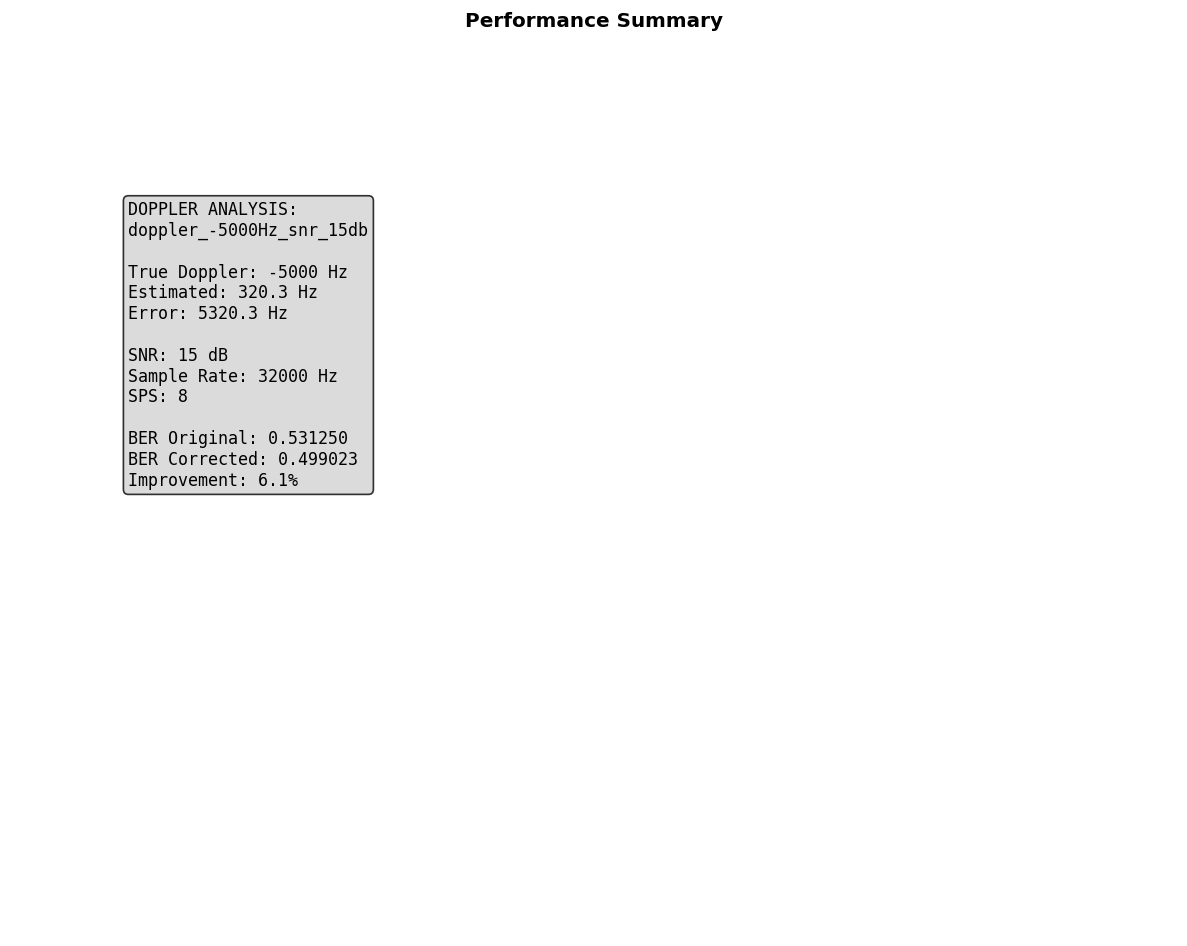 Performance Summary
DOPPLER ANALYSIS:
doppler_-5000Hz_snr_15db
True Doppler: -5000 Hz
Estimated: 320.3 Hz
Error: 5320.3 Hz
SNR: 15 dB
Sample Rate: 32000 Hz
SPS: 8
BER Original: 0.531250
BER Corrected: 0.499023
Improvement: 6.1%